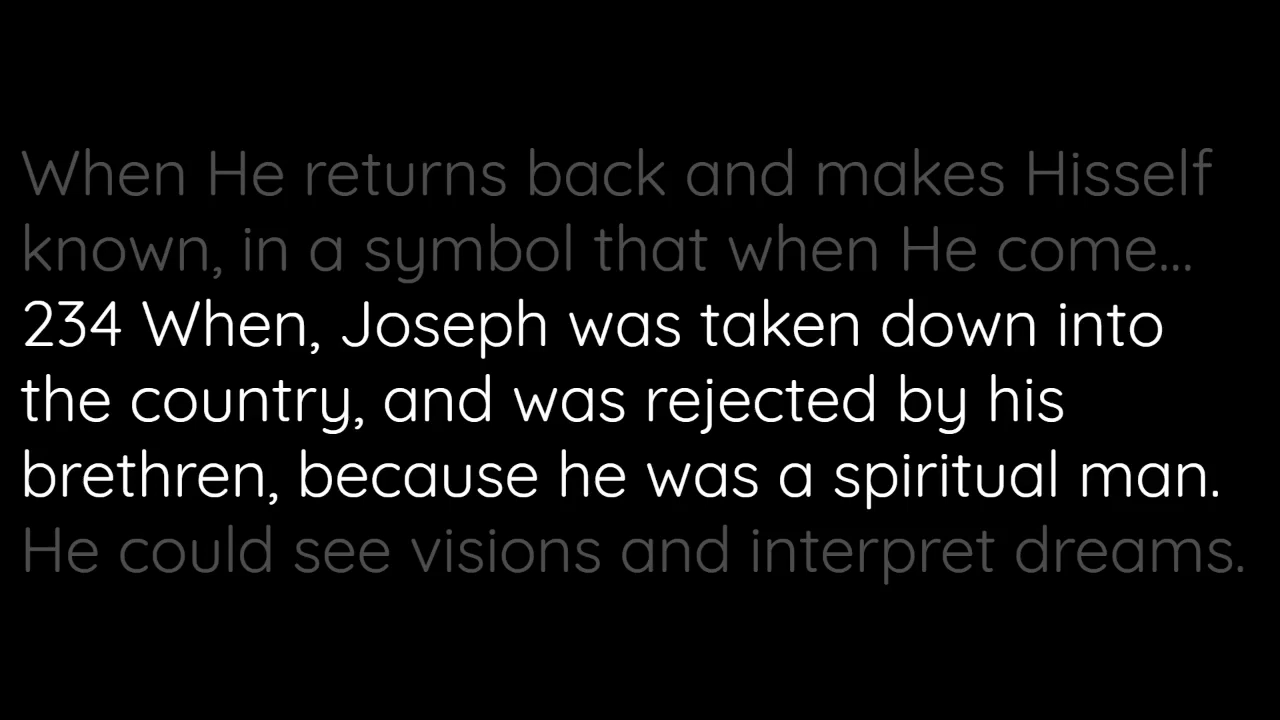 When He returns back and makes Hisself
known, in a symbol that when He come...
234 When, Joseph was taken down into
the country, and was rejected by his
brethren, because he was a spiritual man.
He could see visions and interpret dreams.